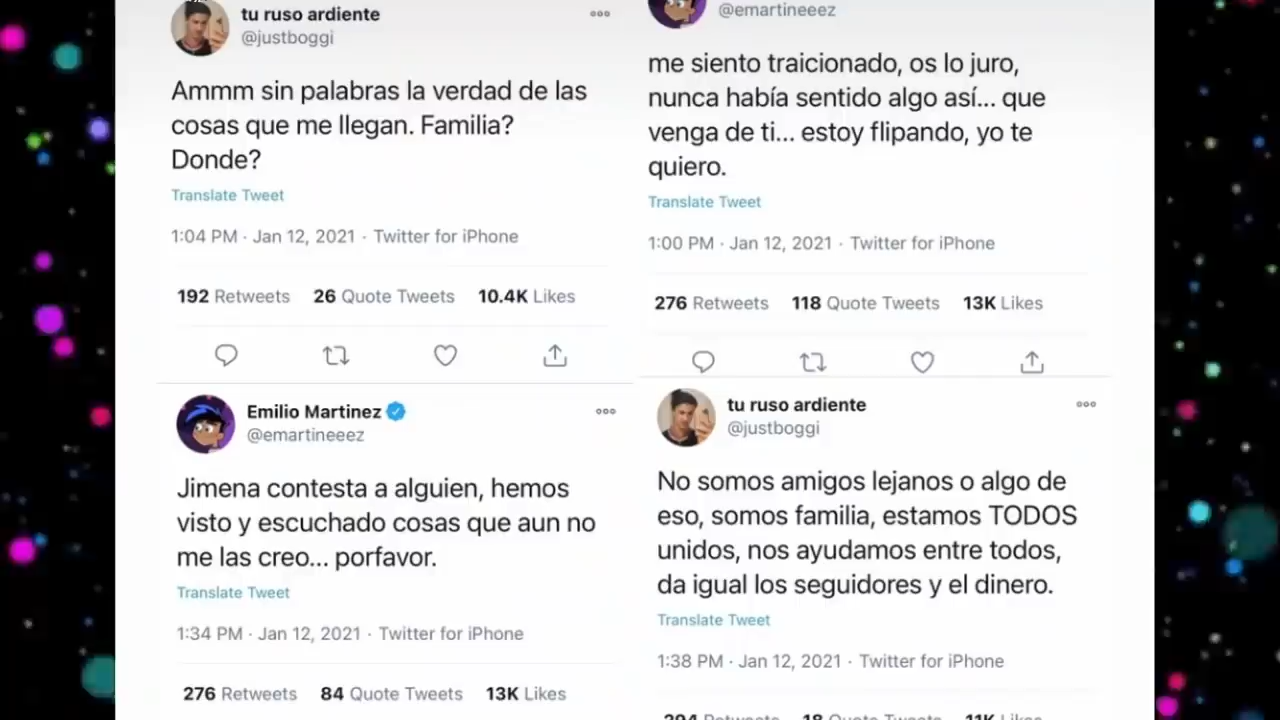 tu ruso ardiente
@justboggi
Ammm sin palabras la verdad de las
cosas que me llegan. Familia?
Donde?
Translate Tweet
1:04 PM · Jan 12, 2021 · Twitter for iPhone
192 Retweets 26 Quote Tweets 10.4K Likes
@emartineeez
me siento traicionado, os lo juro,
nunca había sentido algo así... que
venga de ti... estoy flipando, yo te
quiero.
Translate Tweet
1:00 PM · Jan 12, 2021 · Twitter for iPhone
276 Retweets 118 Quote Tweets 13K Likes
Emilio Martinez
@emartineeez
Jimena contesta a alguien, hemos
visto y escuchado cosas que aun no
me las creo... porfavor.
Translate Tweet
1:34 PM · Jan 12, 2021 · Twitter for iPhone
276 Retweets 84 Quote Tweets 13K Likes
tu ruso ardiente
@justboggi
No somos amigos lejanos o algo de
eso, somos familia, estamos TODOS
unidos, nos ayudamos entre todos,
da igual los seguidores y el dinero.
Translate Tweet
1:38 PM · Jan 12, 2021 · Twitter for iPhone
Retweets Quote Tweets Likes